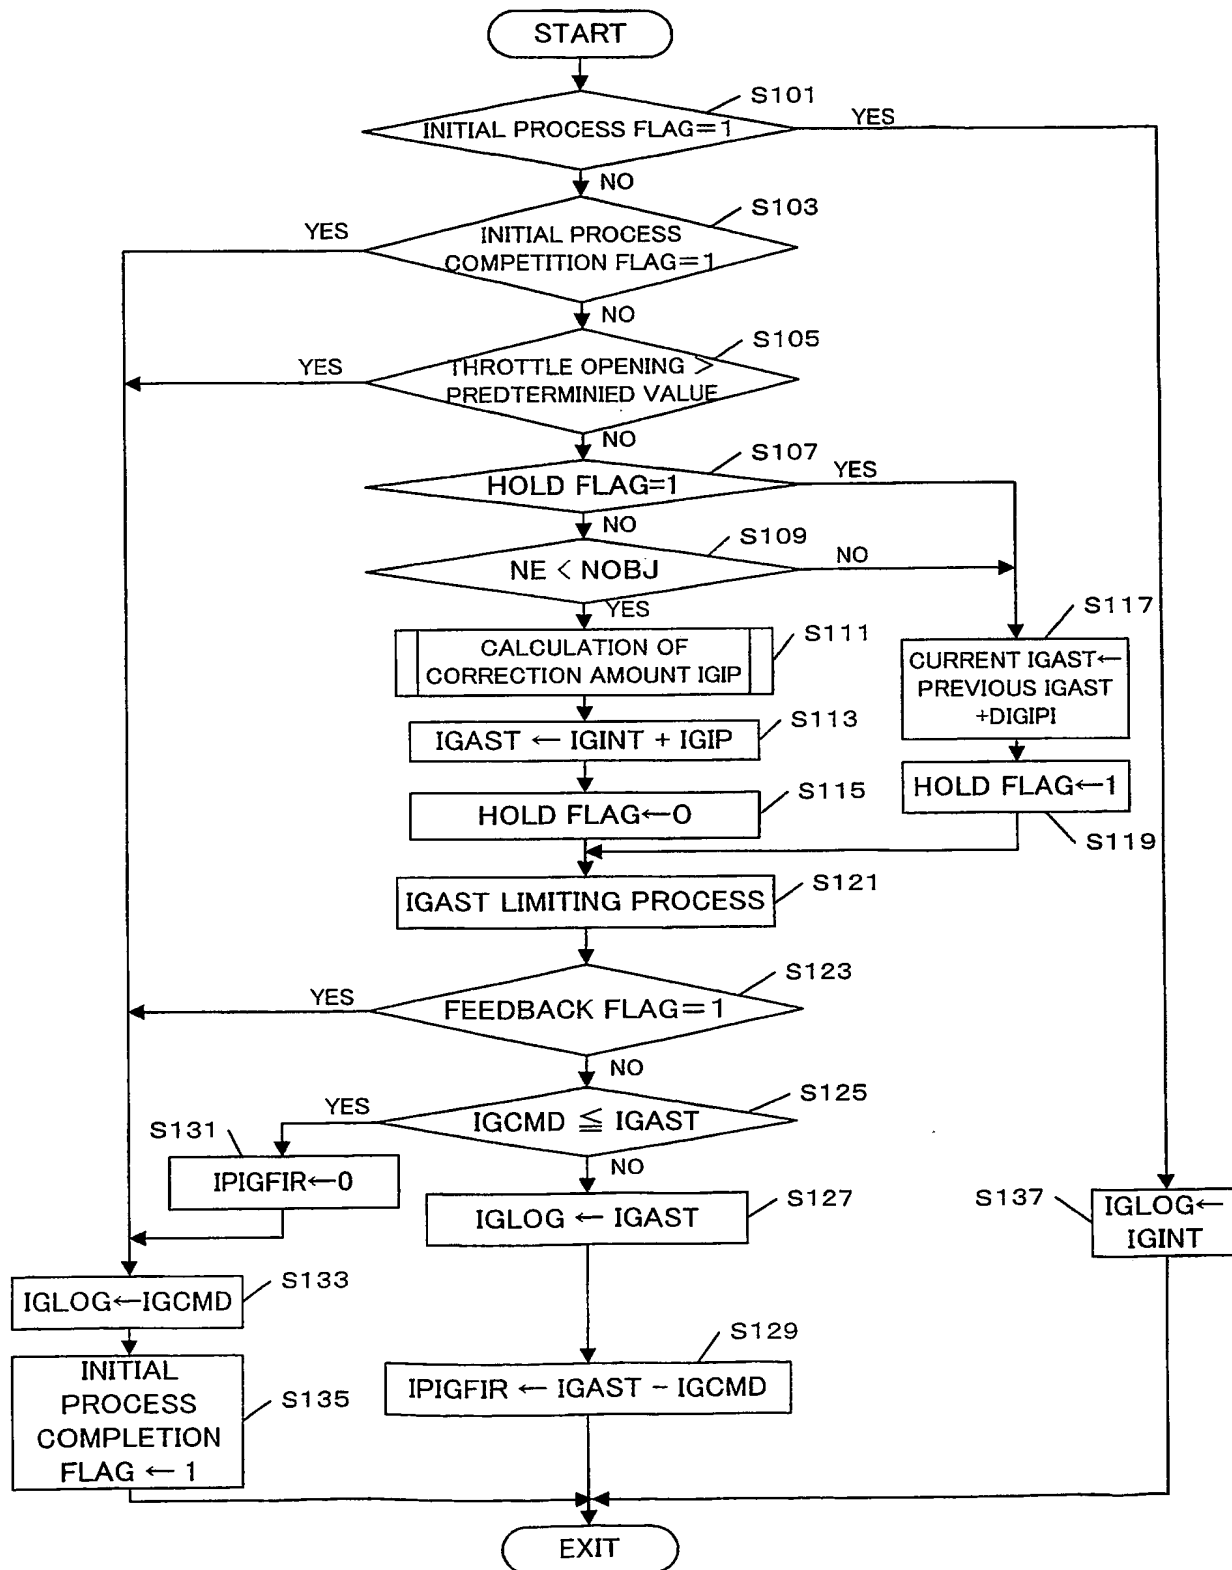 START
S101
INITIAL PROCESS FLAG=1
YES
NO
S103
YES
INITIAL PROCESS
COMPETITION FLAG=1
NO
S105
YES
THROTTLE OPENING >
PREDTERMINIED VALUE
NO
S107
HOLD FLAG=1
YES
NO
S109
NE < NOBJ
NO
YES
S111
CALCULATION OF
CORRECTION AMOUNT IGIP
S117
CURRENT IGAST←
PREVIOUS IGAST
+DIGIPI
S113
IGAST ← IGINT + IGIP
S115
HOLD FLAG←0
HOLD FLAG←1
S119
S121
IGAST LIMITING PROCESS
S123
YES
FEEDBACK FLAG=1
NO
S125
YES
IGCMD ≦ IGAST
S131
NO
IPIGFIR←0
S127
IGLOG ← IGAST
S137
IGLOG←
IGINT
S133
IGLOG←IGCMD
S129
IPIGFIR ← IGAST − IGCMD
S135
INITIAL
PROCESS
COMPLETION
FLAG ← 1
EXIT